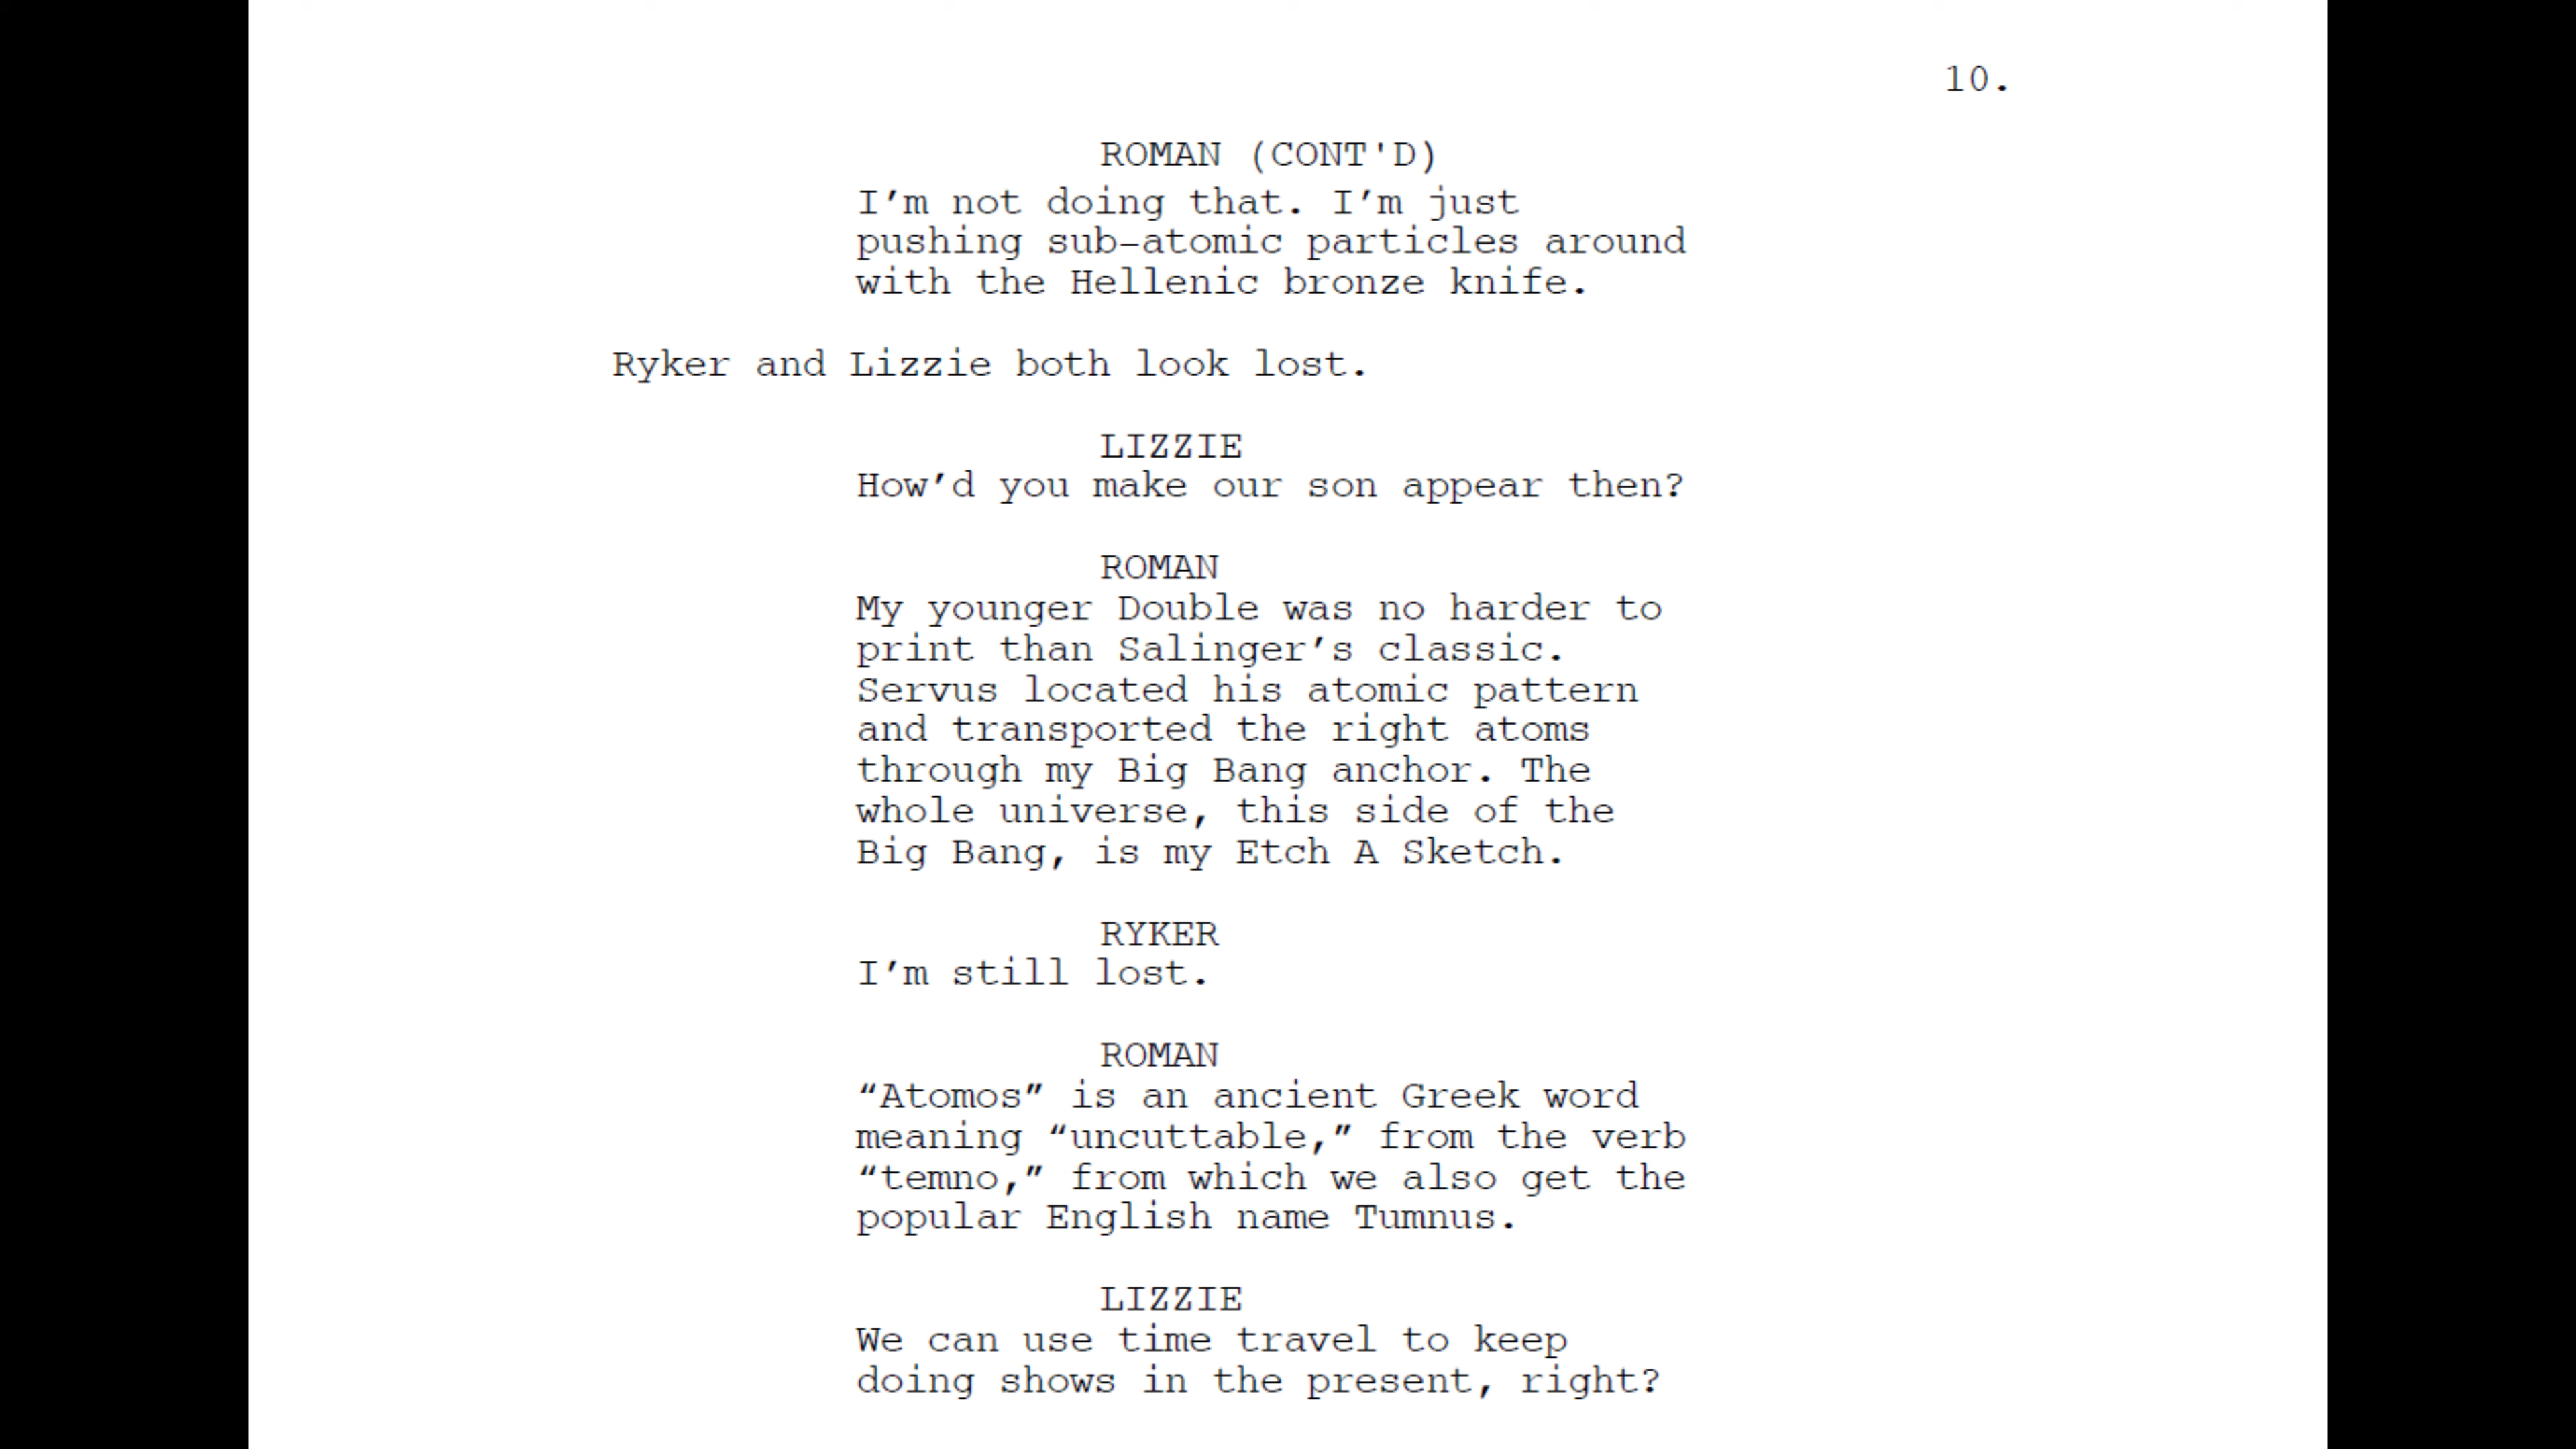 10.
ROMAN (CONT'D)
I’m not doing that. I’m just
pushing sub-atomic particles around
with the Hellenic bronze knife.
Ryker and Lizzie both look lost.
LIZZIE
How’d you make our son appear then?
ROMAN
My younger Double was no harder to
print than Salinger’s classic.
Servus located his atomic pattern
and transported the right atoms
through my Big Bang anchor. The
whole universe, this side of the
Big Bang, is my Etch A Sketch.
RYKER
I’m still lost.
ROMAN
“Atomos” is an ancient Greek word
meaning “uncuttable,” from the verb
“temno,” from which we also get the
popular English name Tumnus.
LIZZIE
We can use time travel to keep
doing shows in the present, right?